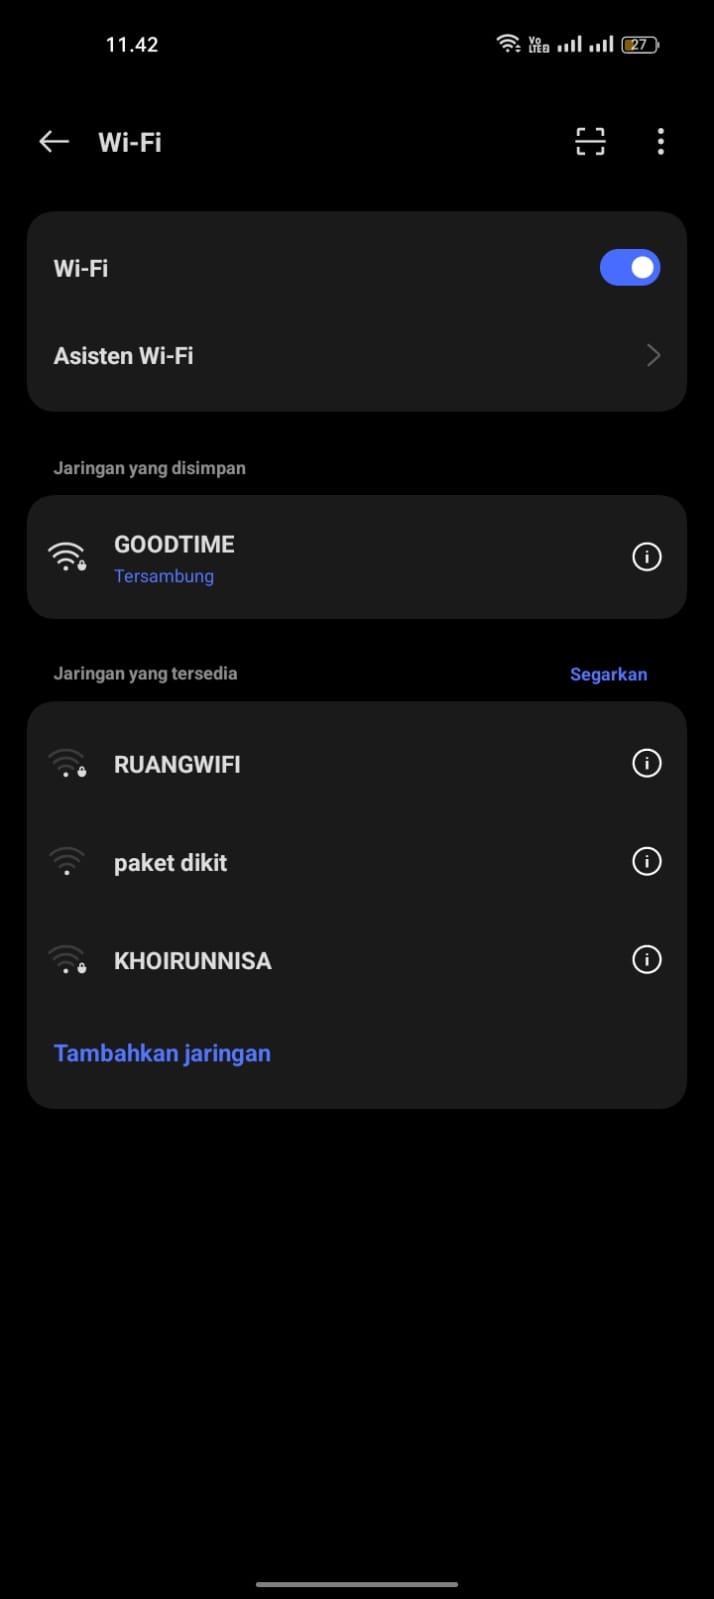 11.42
Vo
LTE2
27
Wi-Fi
Wi-Fi
Asisten Wi-Fi
Jaringan yang disimpan
GOODTIME
Tersambung
Jaringan yang tersedia
Segarkan
RUANGWIFI
paket dikit
KHOIRUNNISA
Tambahkan jaringan